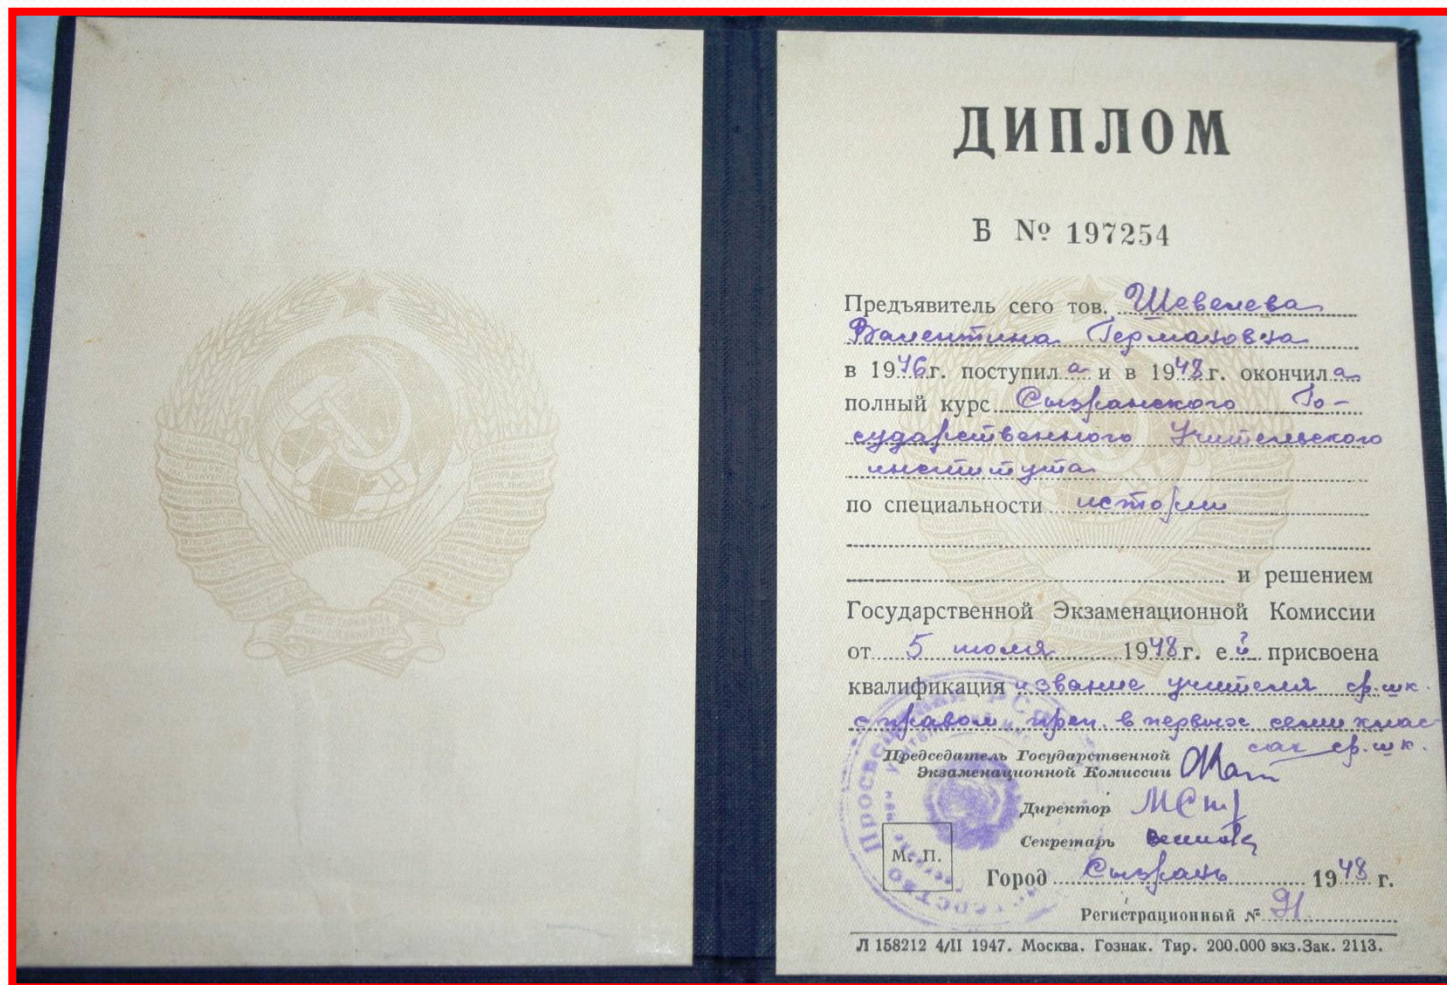 ДИПЛОМ
Б № 197254
Предъявитель сего тов. Шевелева
Валентина Германовна
в 1946 г. поступила и в 1948 г. окончила
полный курс Сызранского Го-
сударственного Учительского
института
по специальности истории
и решением
Государственной Экзаменационной Комиссии
от 5 июля 1948 г. ей присвоена
квалификация и звание учителя ср. шк.
с правом преп. в первых семи клас-
сах ср. шк.
Председатель Государственной
Экзаменационной Комиссии
Директор
Секретарь
М. П.
Город Сызрань 1948 г.
Регистрационный № 91
Л 158212 4/II 1947. Москва. Гознак. Тир. 200.000 экз. Зак. 2113.